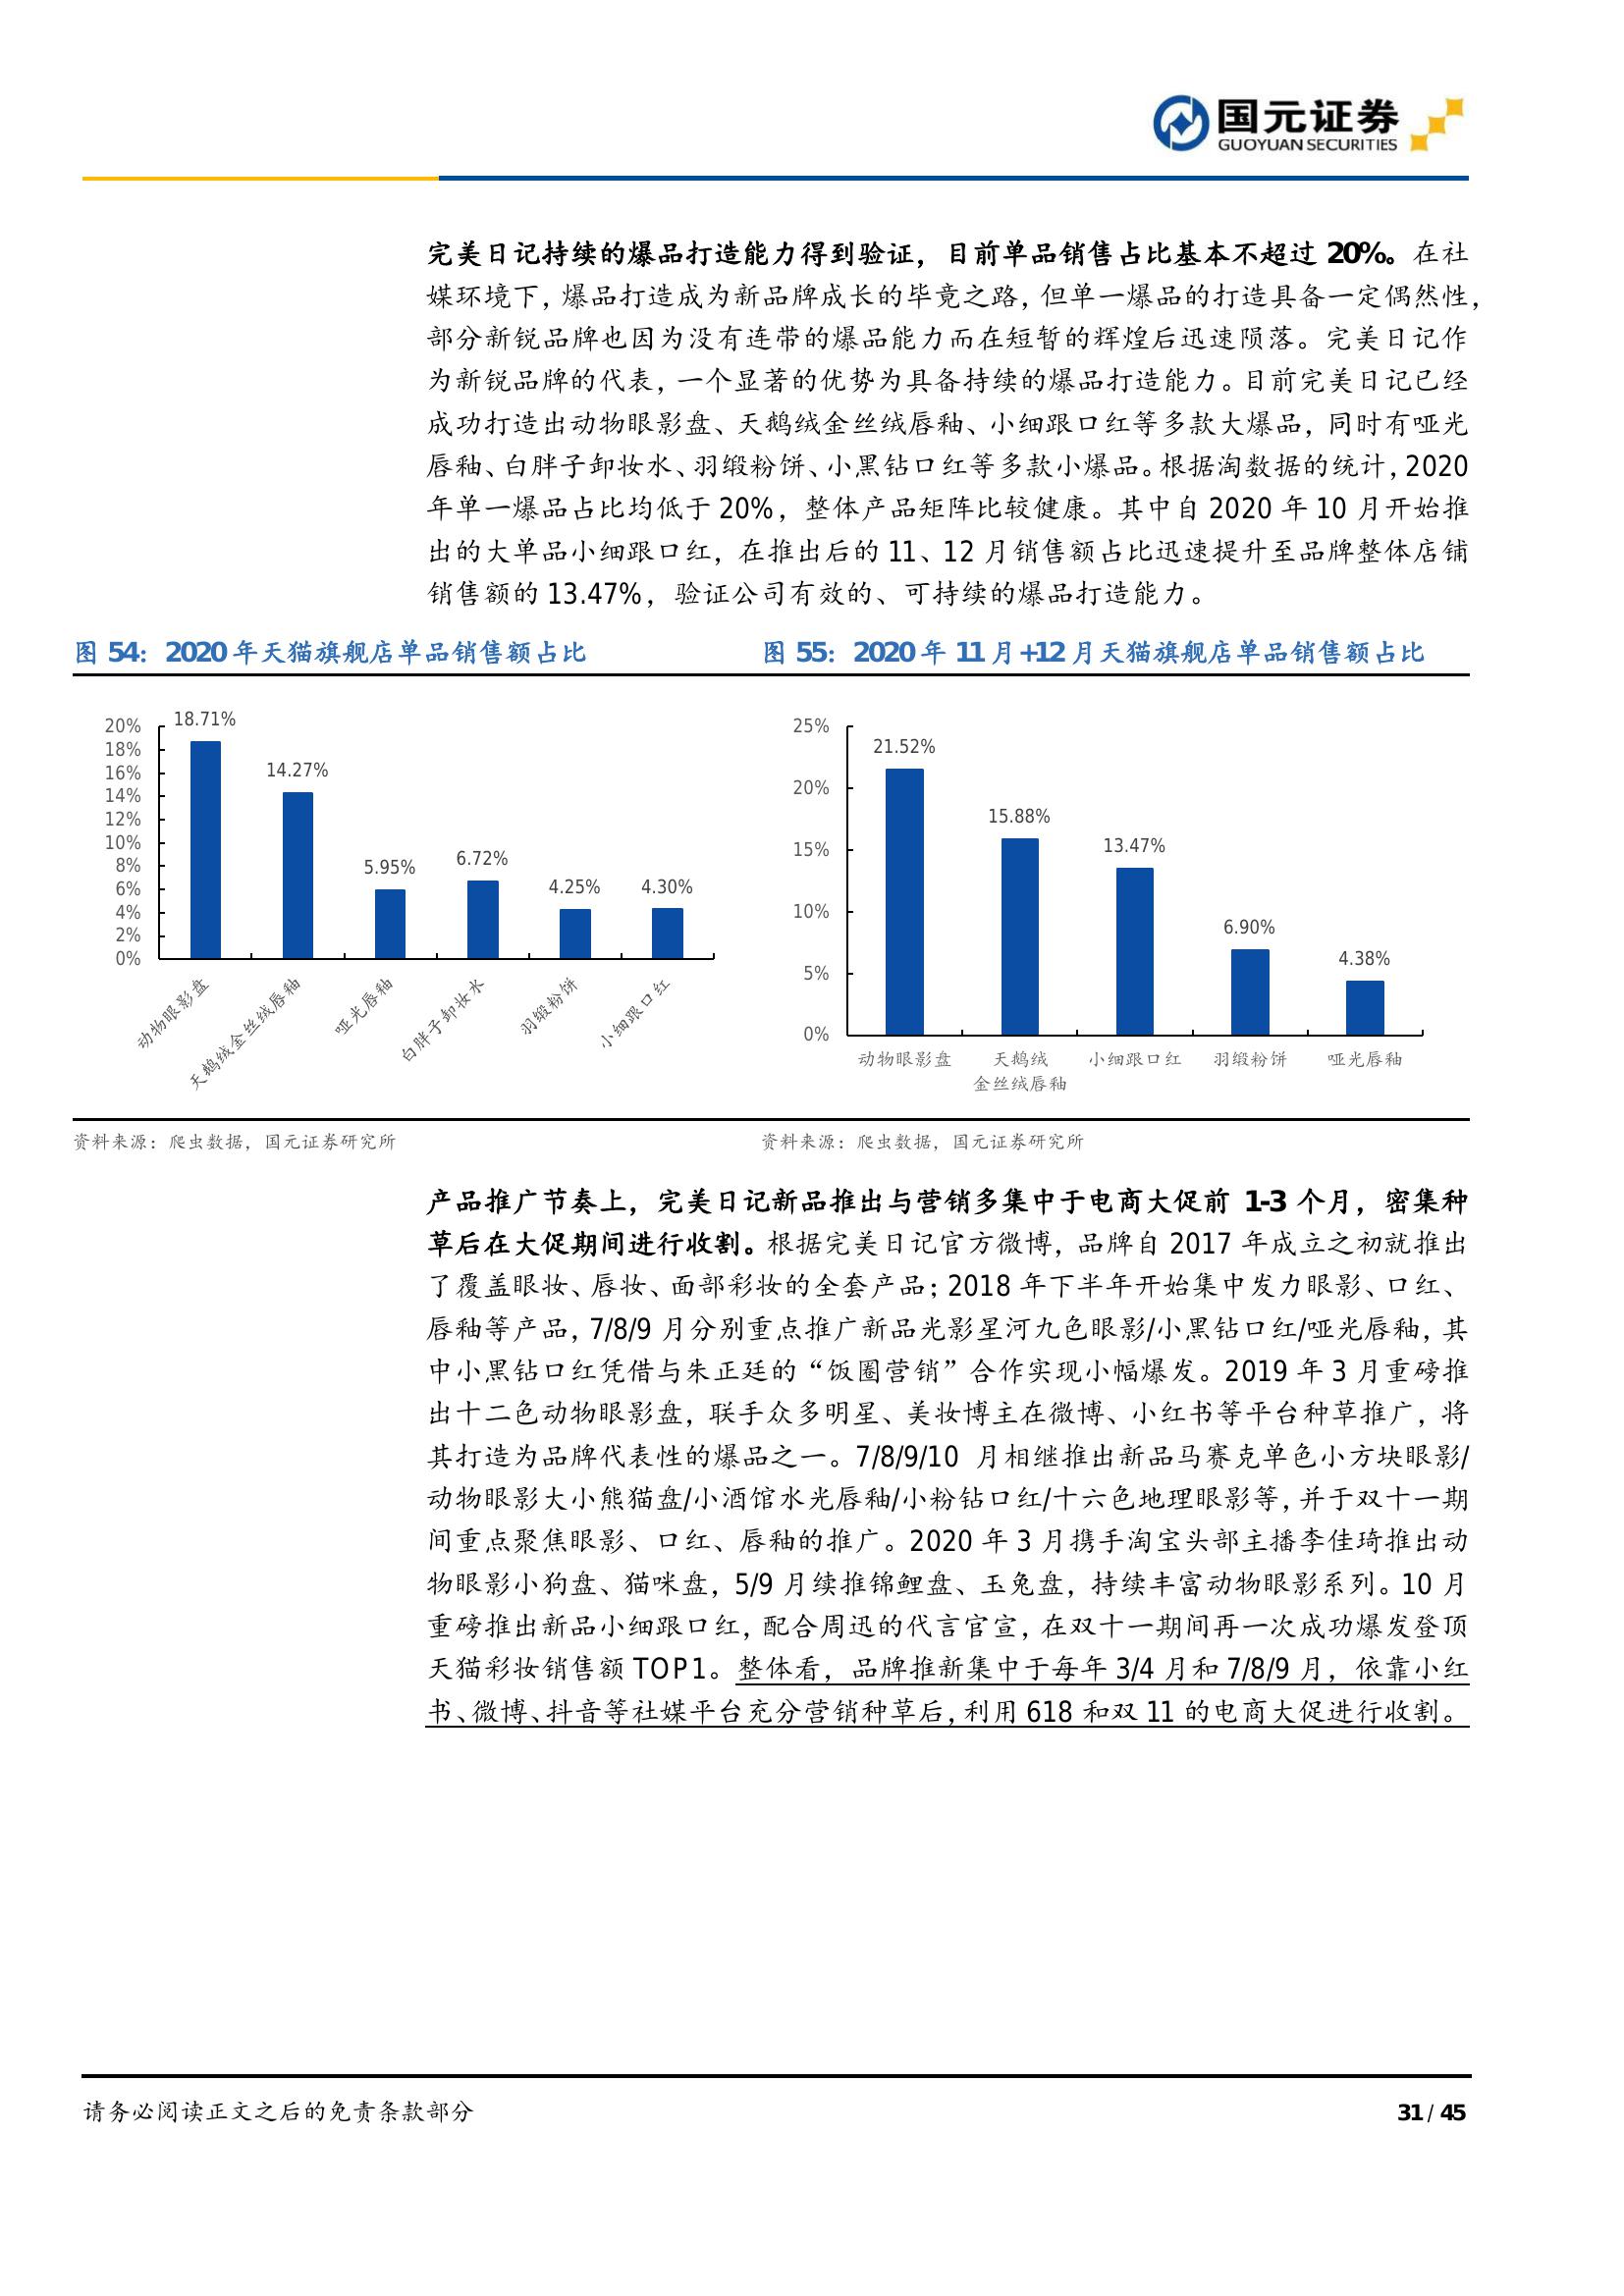 国元证券
GUOYUAN SECURITIES
完美日记持续的爆品打造能力得到验证，目前单品销售占比基本不超过 20%。在社
媒环境下，爆品打造成为新品牌成长的毕竟之路，但单一爆品的打造具备一定偶然性，
部分新锐品牌也因为没有连带的爆品能力而在短暂的辉煌后迅速陨落。完美日记作
为新锐品牌的代表，一个显著的优势为具备持续的爆品打造能力。目前完美日记已经
成功打造出动物眼影盘、天鹅绒金丝绒唇釉、小细跟口红等多款大爆品，同时有哑光
唇釉、白胖子卸妆水、羽缎粉饼、小黑钻口红等多款小爆品。根据淘数据的统计，2020
年单一爆品占比均低于 20%，整体产品矩阵比较健康。其中自 2020 年 10 月开始推
出的大单品小细跟口红，在推出后的 11、12 月销售额占比迅速提升至品牌整体店铺
销售额的 13.47%，验证公司有效的、可持续的爆品打造能力。
图 54：2020 年天猫旗舰店单品销售额占比
20%
18%
16%
14%
12%
10%
8%
6%
4%
2%
0%
18.71%
14.27%
5.95%
6.72%
4.25%
4.30%
动物眼影盘
天鹅绒金丝绒唇釉
哑光唇釉
白胖子卸妆水
羽缎粉饼
小细跟口红
资料来源：爬虫数据，国元证券研究所
图 55：2020 年 11 月+12 月天猫旗舰店单品销售额占比
25%
20%
15%
10%
5%
0%
21.52%
15.88%
13.47%
6.90%
4.38%
动物眼影盘
天鹅绒
金丝绒唇釉
小细跟口红
羽缎粉饼
哑光唇釉
资料来源：爬虫数据，国元证券研究所
产品推广节奏上，完美日记新品推出与营销多集中于电商大促前 1-3 个月，密集种
草后在大促期间进行收割。根据完美日记官方微博，品牌自 2017 年成立之初就推出
了覆盖眼妆、唇妆、面部彩妆的全套产品；2018 年下半年开始集中发力眼影、口红、
唇釉等产品，7/8/9 月分别重点推广新品光影星河九色眼影/小黑钻口红/哑光唇釉，其
中小黑钻口红凭借与朱正廷的“饭圈营销”合作实现小幅爆发。2019 年 3 月重磅推
出十二色动物眼影盘，联手众多明星、美妆博主在微博、小红书等平台种草推广，将
其打造为品牌代表性的爆品之一。7/8/9/10 月相继推出新品马赛克单色小方块眼影/
动物眼影大小熊猫盘/小酒馆水光唇釉/小粉钻口红/十六色地理眼影等，并于双十一期
间重点聚焦眼影、口红、唇釉的推广。2020 年 3 月携手淘宝头部主播李佳琦推出动
物眼影小狗盘、猫咪盘，5/9 月续推锦鲤盘、玉兔盘，持续丰富动物眼影系列。10 月
重磅推出新品小细跟口红，配合周迅的代言官宣，在双十一期间再一次成功爆发登顶
天猫彩妆销售额 TOP1。整体看，品牌推新集中于每年 3/4 月和 7/8/9 月，依靠小红
书、微博、抖音等社媒平台充分营销种草后，利用 618 和双 11 的电商大促进行收割。
请务必阅读正文之后的免责条款部分
31 / 45